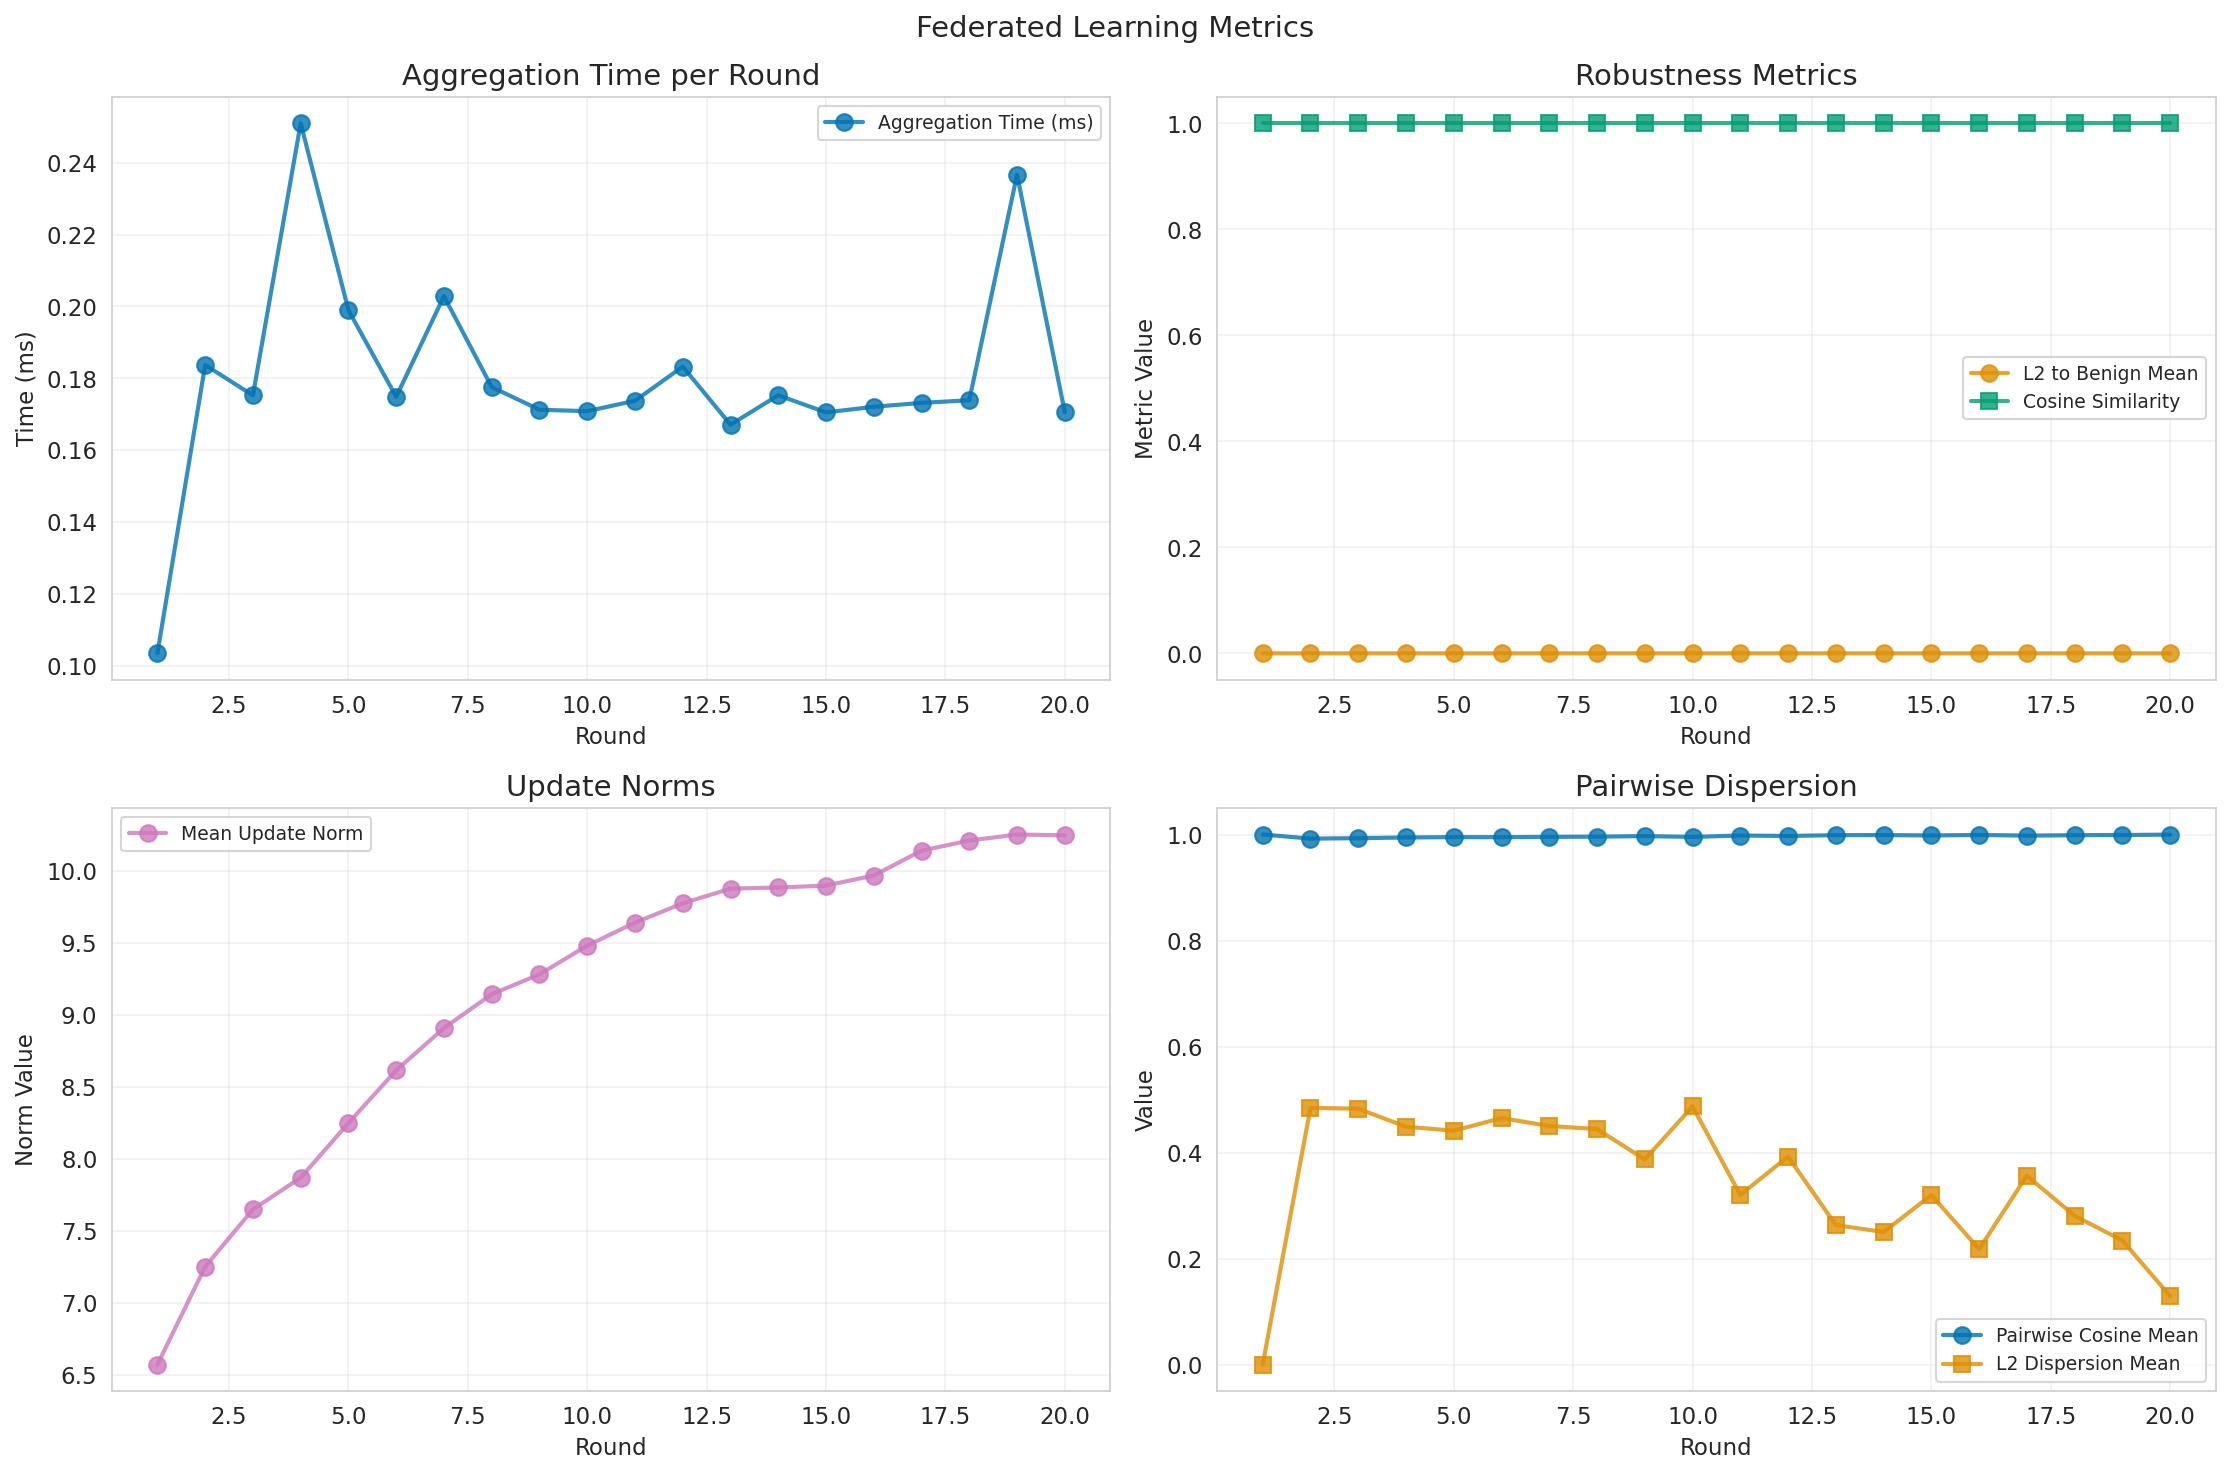 Federated Learning Metrics
Aggregation Time per Round
Aggregation Time (ms)
Time (ms)
0.24
0.22
0.20
0.18
0.16
0.14
0.12
0.10
2.5 5.0 7.5 10.0 12.5 15.0 17.5 20.0
Round
Robustness Metrics
Metric Value
1.0
0.8
0.6
0.4
0.2
0.0
L2 to Benign Mean
Cosine Similarity
2.5 5.0 7.5 10.0 12.5 15.0 17.5 20.0
Round
Update Norms
Mean Update Norm
Norm Value
10.0
9.5
9.0
8.5
8.0
7.5
7.0
6.5
2.5 5.0 7.5 10.0 12.5 15.0 17.5 20.0
Round
Pairwise Dispersion
Value
1.0
0.8
0.6
0.4
0.2
0.0
Pairwise Cosine Mean
L2 Dispersion Mean
2.5 5.0 7.5 10.0 12.5 15.0 17.5 20.0
Round